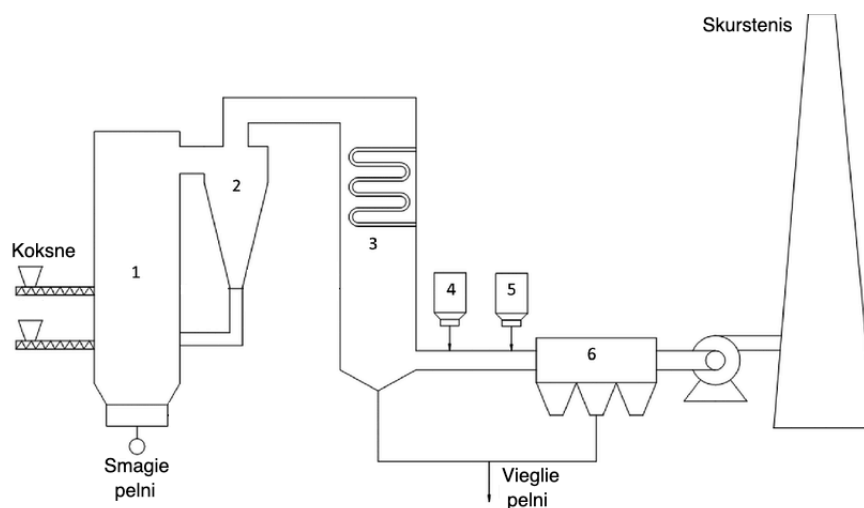 Skurstenis
2
Koksne
3
1
4
5
6
Smagie
pelni
Vieglie
pelni